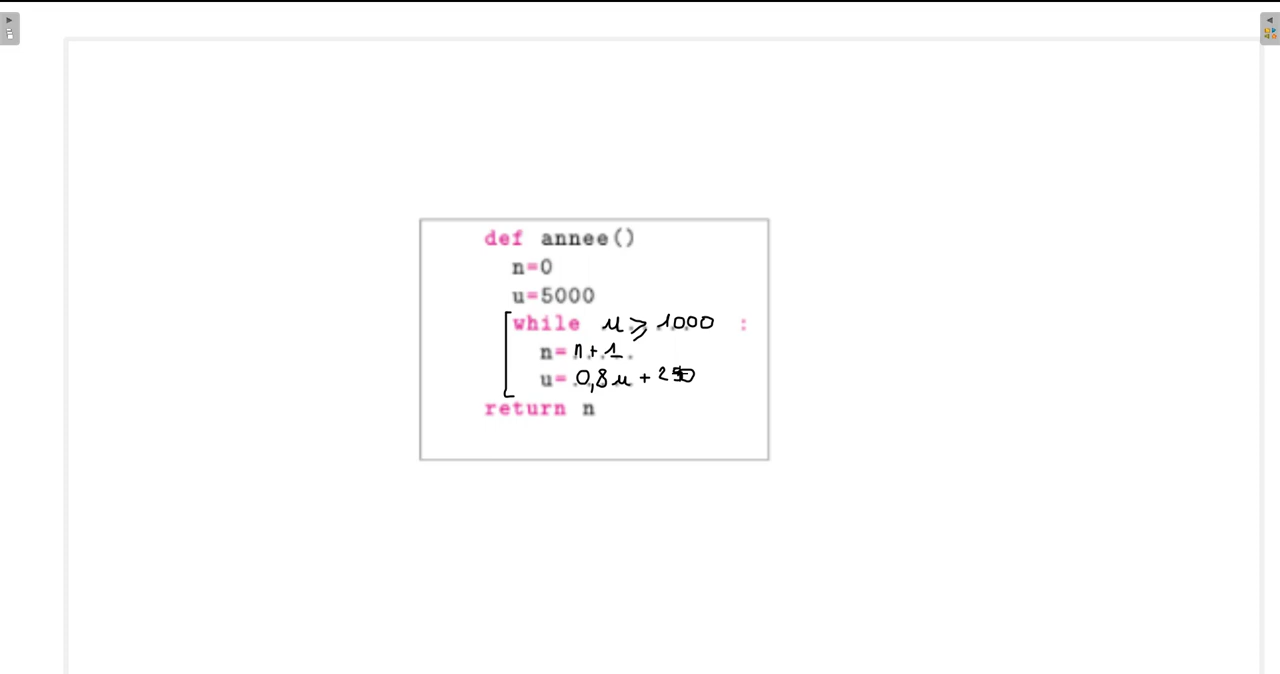 def annee()
n=0
u=5000
while u ⩾ 1000 :
n= n+1
u= 0,8u + 250
return n